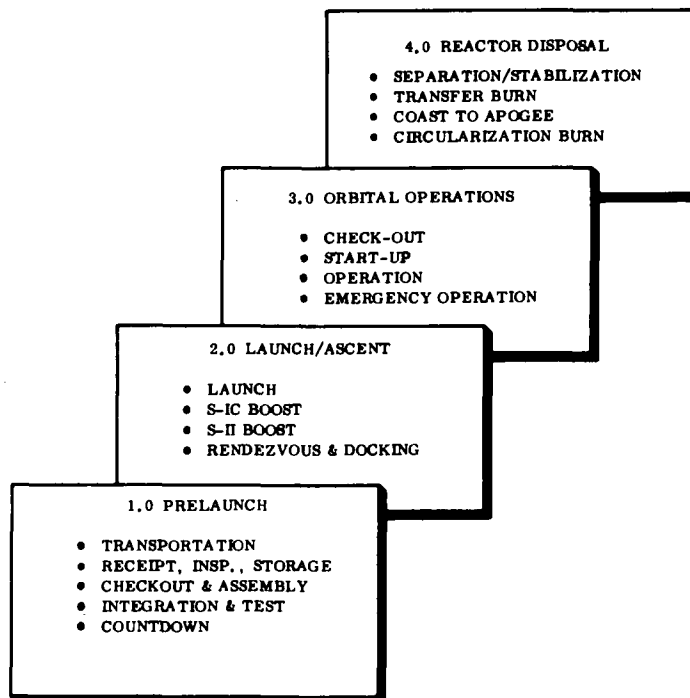 4.0 REACTOR DISPOSAL
• SEPARATION/STABILIZATION
• TRANSFER BURN
• COAST TO APOGEE
• CIRCULARIZATION BURN
3.0 ORBITAL OPERATIONS
• CHECK-OUT
• START-UP
• OPERATION
• EMERGENCY OPERATION
2.0 LAUNCH/ASCENT
• LAUNCH
• S-IC BOOST
• S-II BOOST
• RENDEZVOUS & DOCKING
1.0 PRELAUNCH
• TRANSPORTATION
• RECEIPT, INSP., STORAGE
• CHECKOUT & ASSEMBLY
• INTEGRATION & TEST
• COUNTDOWN